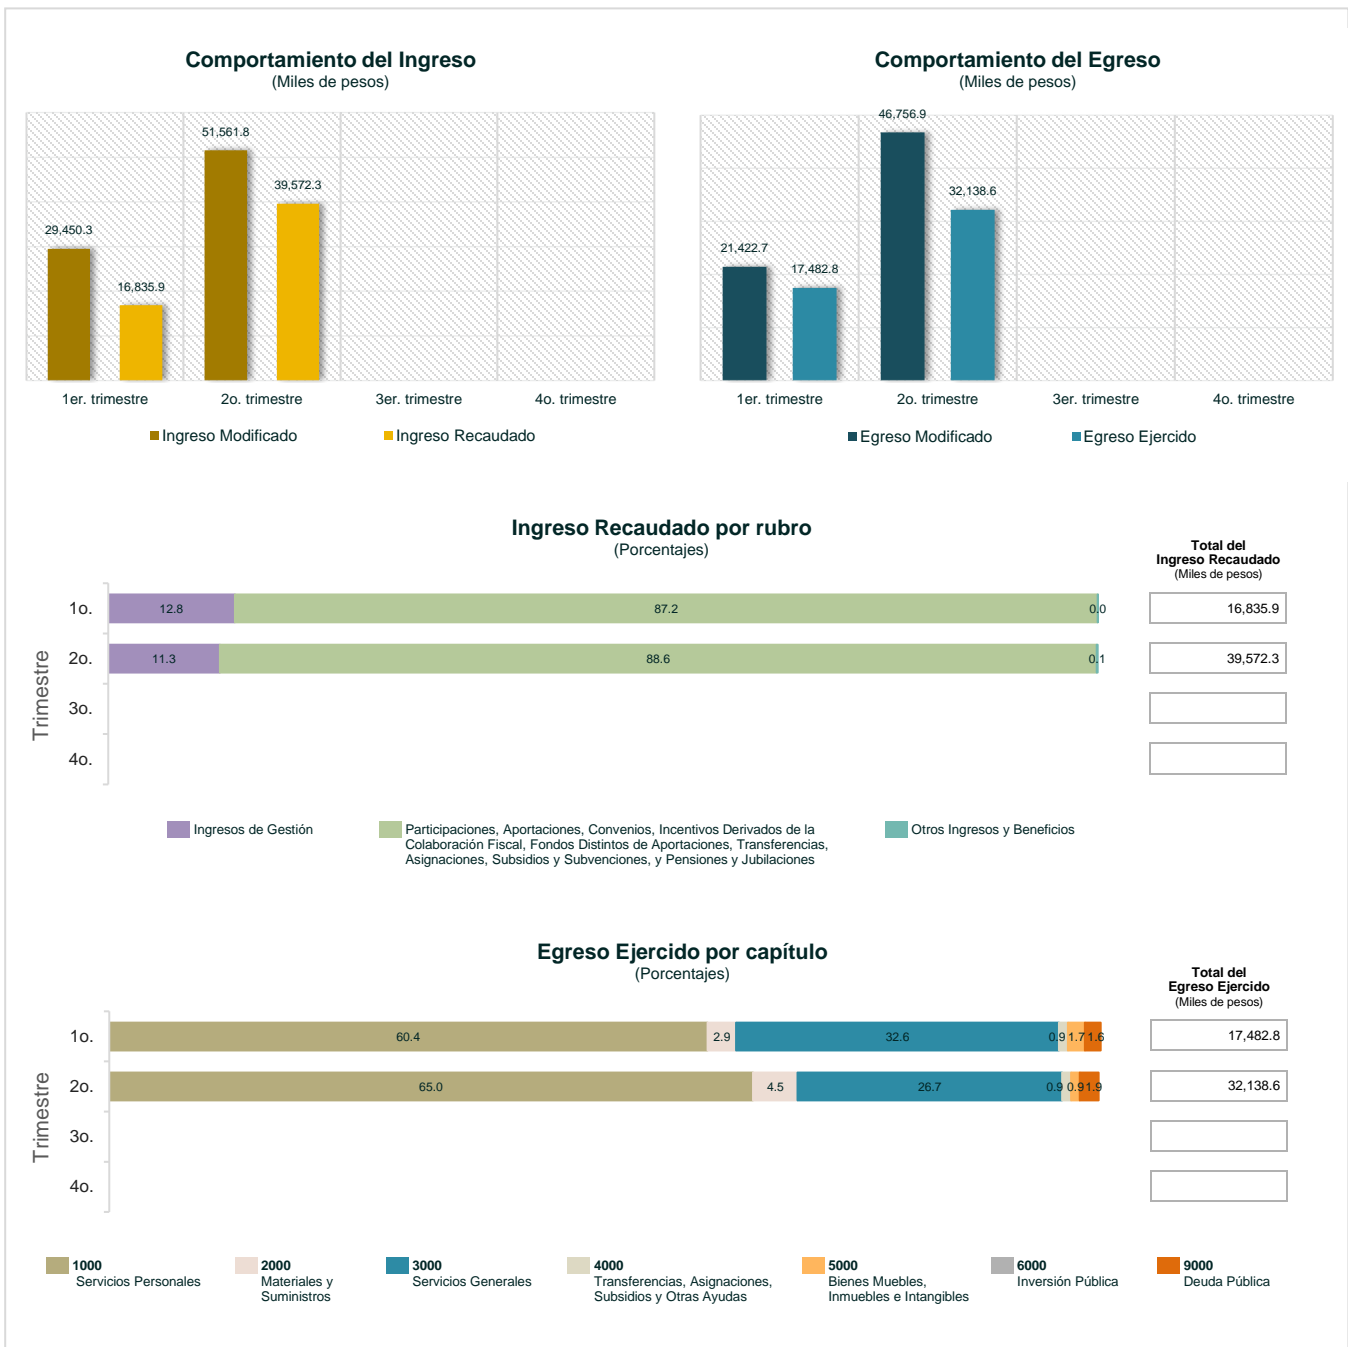 Comportamiento del Ingreso
(Miles de pesos)
51,561.8
39,572.3
29,450.3
16,835.9
1er. trimestre 2o. trimestre 3er. trimestre 4o. trimestre
Ingreso Modificado Ingreso Recaudado
Comportamiento del Egreso
(Miles de pesos)
46,756.9
32,138.6
21,422.7
17,482.8
1er. trimestre 2o. trimestre 3er. trimestre 4o. trimestre
Egreso Modificado Egreso Ejercido
Ingreso Recaudado por rubro
(Porcentajes)
Total del
Ingreso Recaudado
(Miles de pesos)
Trimestre
1o. 12.8 87.2 0.0 16,835.9
2o. 11.3 88.6 0.1 39,572.3
3o.
4o.
Ingresos de Gestión
Participaciones, Aportaciones, Convenios, Incentivos Derivados de la
Colaboración Fiscal, Fondos Distintos de Aportaciones, Transferencias,
Asignaciones, Subsidios y Subvenciones, y Pensiones y Jubilaciones
Otros Ingresos y Beneficios
Egreso Ejercido por capítulo
(Porcentajes)
Total del
Egreso Ejercido
(Miles de pesos)
Trimestre
1o. 60.4 2.9 32.6 0.9 1.7 1.6 17,482.8
2o. 65.0 4.5 26.7 0.9 0.9 1.9 32,138.6
3o.
4o.
1000
Servicios Personales
2000
Materiales y
Suministros
3000
Servicios Generales
4000
Transferencias, Asignaciones,
Subsidios y Otras Ayudas
5000
Bienes Muebles,
Inmuebles e Intangibles
6000
Inversión Pública
9000
Deuda Pública